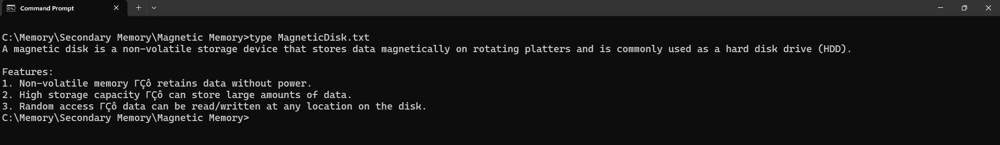 Command Prompt
C:\Memory\Secondary Memory\Magnetic Memory>type MagneticDisk.txt
A magnetic disk is a non-volatile storage device that stores data magnetically on rotating platters and is commonly used as a hard disk drive (HDD).
Features:
1. Non-volatile memory ΓÇô retains data without power.
2. High storage capacity ΓÇô can store large amounts of data.
3. Random access ΓÇô data can be read/written at any location on the disk.
C:\Memory\Secondary Memory\Magnetic Memory>